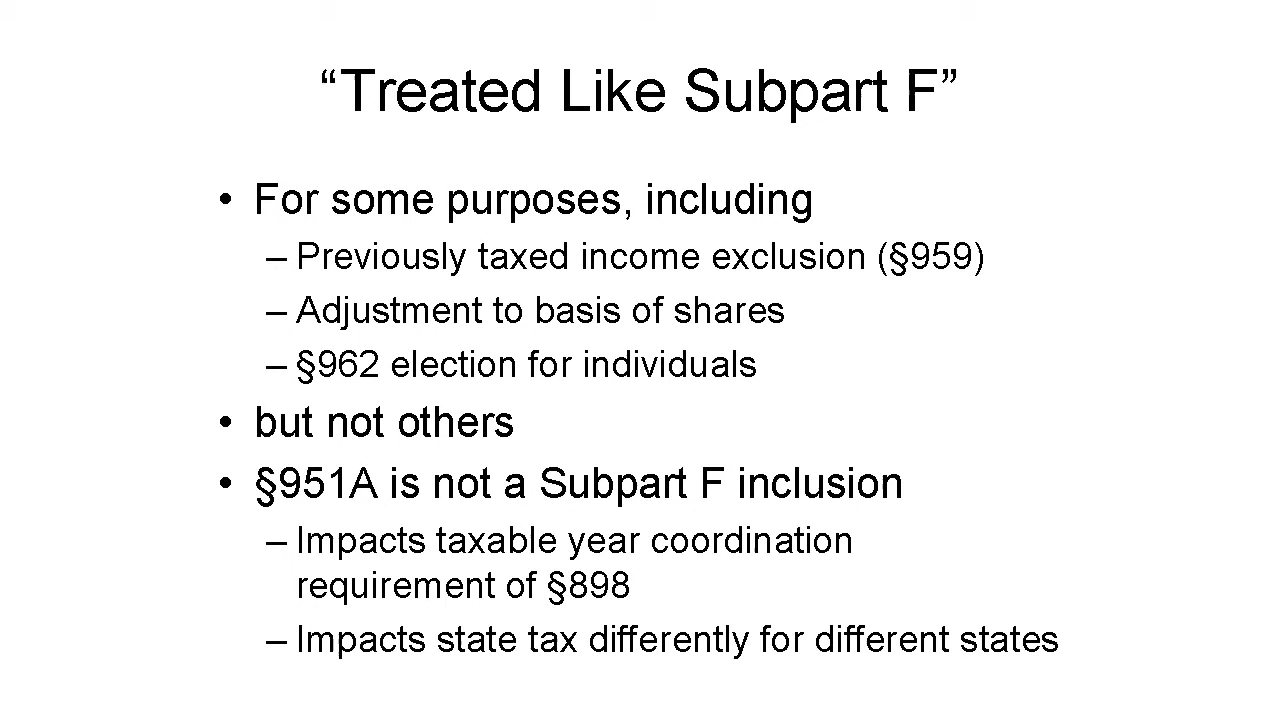 “Treated Like Subpart F”
• For some purposes, including
– Previously taxed income exclusion (§959)
– Adjustment to basis of shares
– §962 election for individuals
• but not others
• §951A is not a Subpart F inclusion
– Impacts taxable year coordination
requirement of §898
– Impacts state tax differently for different states